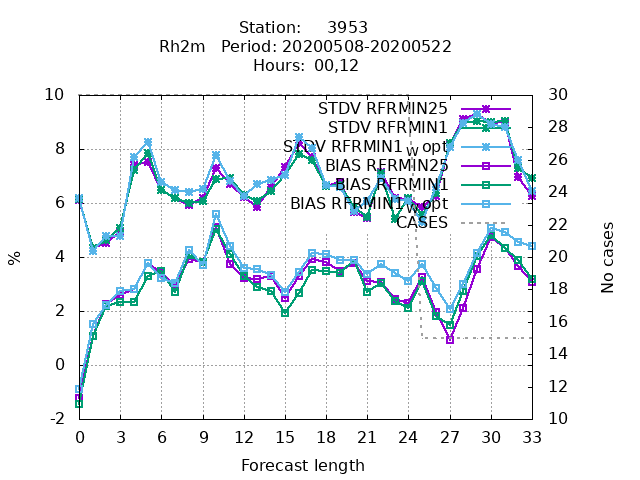 Station:     3953
Rh2m   Period: 20200508-20200522
Hours:  00,12
STDV RFRMIN25
STDV RFRMIN1
STDV RFRMIN1_w_opt
BIAS RFRMIN25
BIAS RFRMIN1
BIAS RFRMIN1_w_opt
CASES
10
8
6
4
2
0
-2
%
30
28
26
24
22
20
18
16
14
12
10
No cases
0 3 6 9 12 15 18 21 24 27 30 33
Forecast length